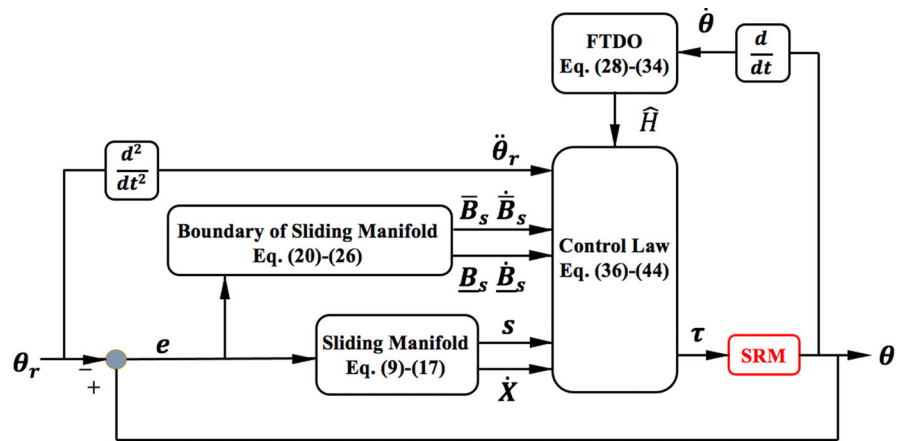 θ̇
FTDO
Eq. (28)-(34)
d/dt
Ĥ
d²/dt²
θ̈ᵣ
B̅ₛ Ḃ̅ₛ
Boundary of Sliding Manifold
Eq. (20)-(26)
B̲ₛ Ḃ̲ₛ
Control Law
Eq. (36)-(44)
s
τ
e
Sliding Manifold
Eq. (9)-(17)
SRM
θᵣ
−
+
θ
Ẋ